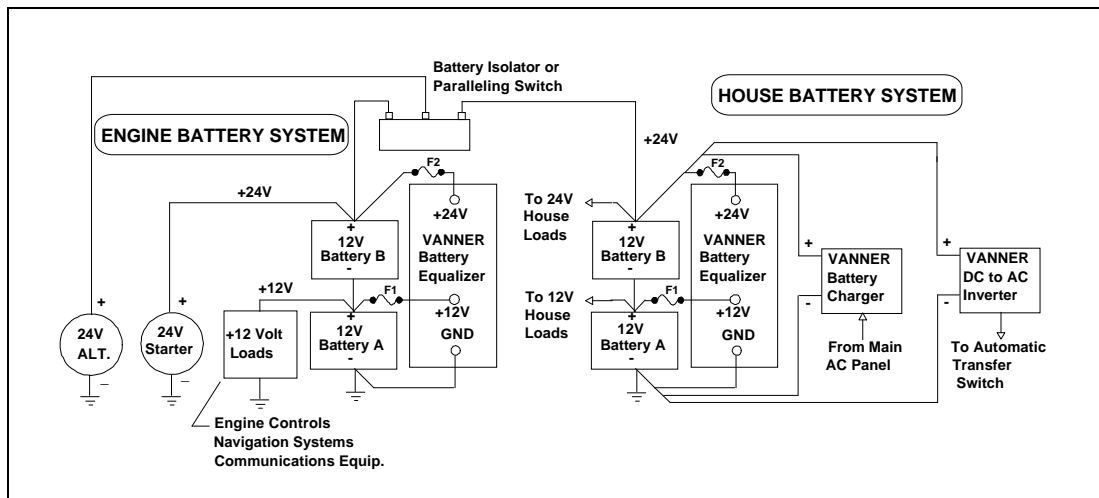 Battery Isolator or
Paralleling Switch
ENGINE BATTERY SYSTEM
HOUSE BATTERY SYSTEM
+24V
F2
+24V
+
12V
Battery B
-
VANNER
Battery
Equalizer
+12V
F1
+12V
GND
+
12V
Battery A
-
+
24V
ALT.
-
+
24V
Starter
-
+12 Volt
Loads
Engine Controls
Navigation Systems
Communications Equip.
+24V
F2
To 24V
House
Loads
+24V
+
12V
Battery B
-
VANNER
Battery
Equalizer
To 12V
House
Loads
F1
+12V
GND
+
12V
Battery A
-
+
VANNER
Battery
Charger
-
From Main
AC Panel
+
VANNER
DC to AC
Inverter
-
To Automatic
Transfer
Switch